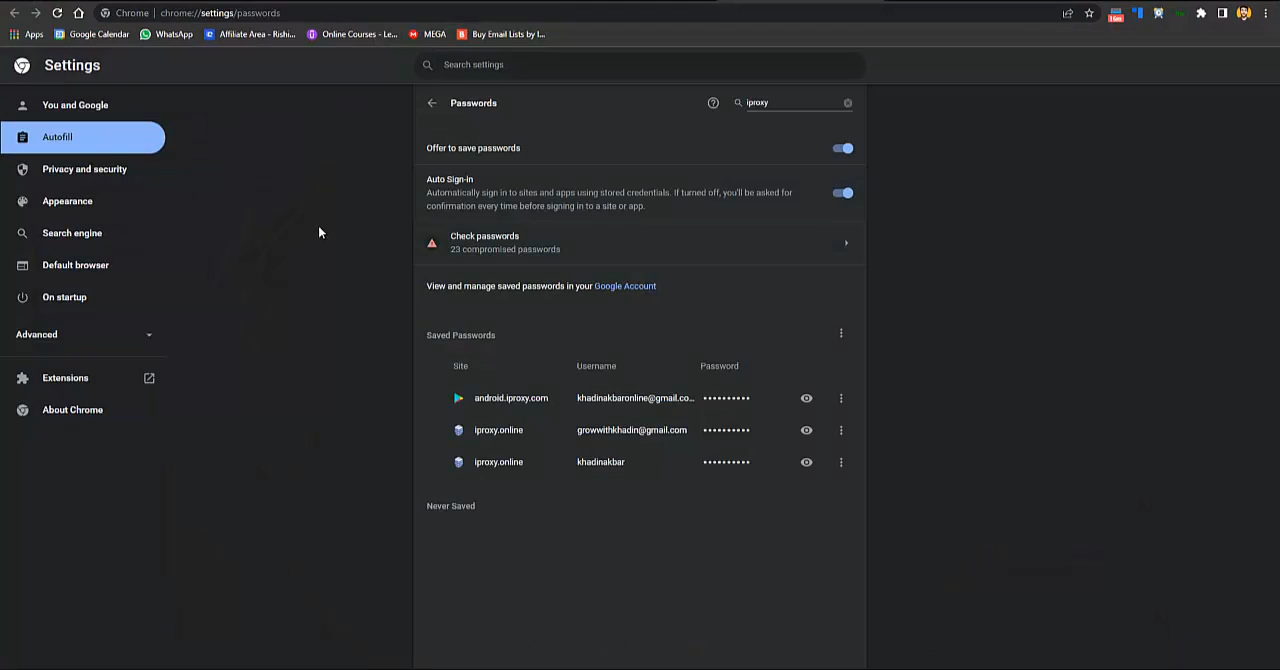 Chrome | chrome://settings/passwords
16m
Apps Google Calendar WhatsApp Affiliate Area - Rishi... Online Courses - Le... MEGA Buy Email Lists by I...
Settings
Search settings
You and Google
Autofill
Privacy and security
Appearance
Search engine
Default browser
On startup
Advanced
Extensions
About Chrome
Passwords
iproxy
Offer to save passwords
Auto Sign-in
Automatically sign in to sites and apps using stored credentials. If turned off, you'll be asked for
confirmation every time before signing in to a site or app.
Check passwords
23 compromised passwords
View and manage saved passwords in your Google Account
Saved Passwords
Site Username Password
android.iproxy.com khadinakbaronline@gmail.co... ••••••••••
iproxy.online growwithkhadin@gmail.com ••••••••••
iproxy.online khadinakbar ••••••••••
Never Saved